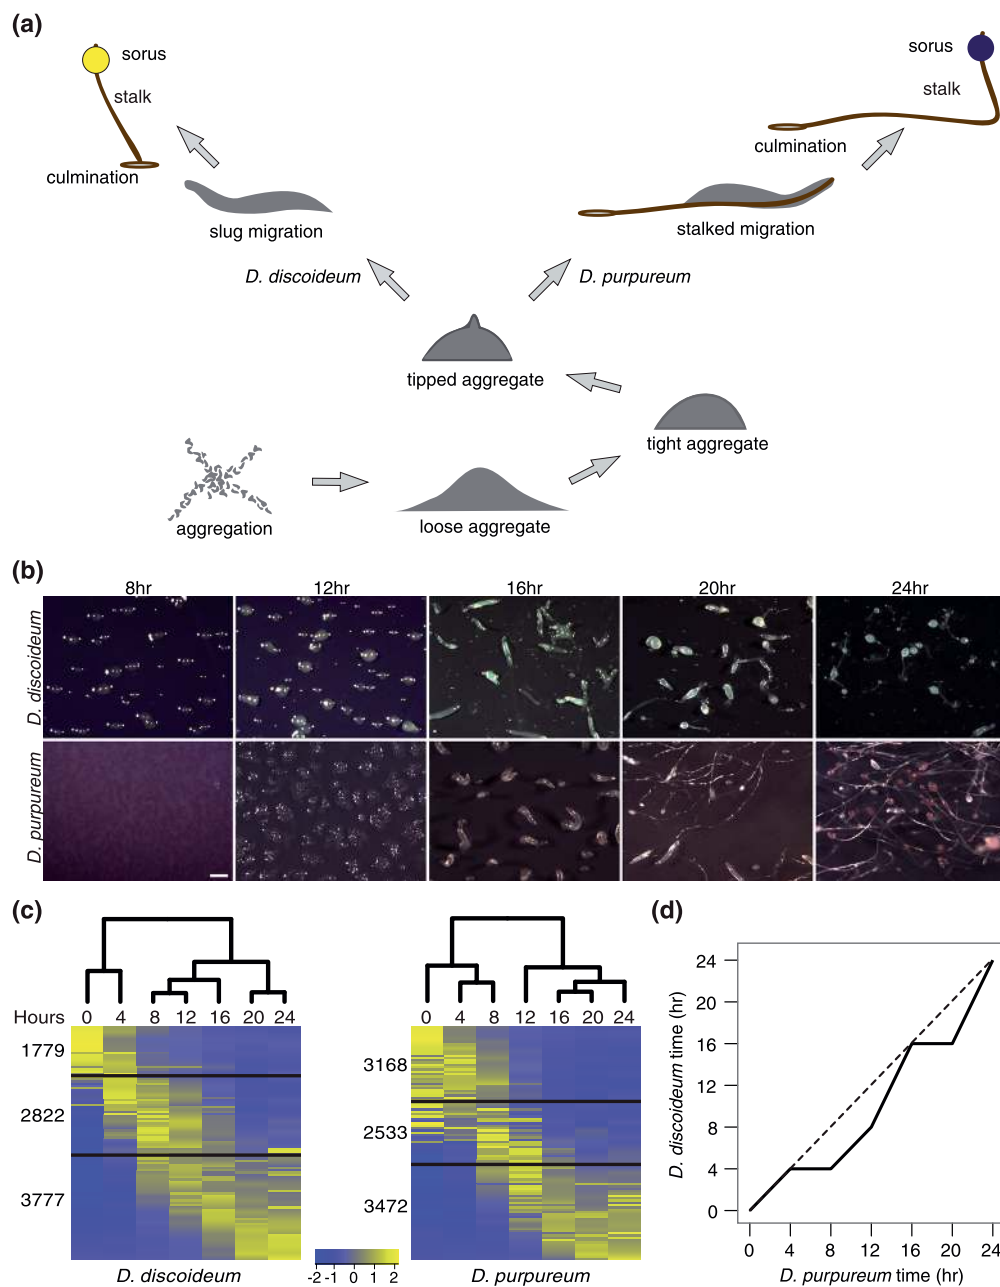 (a)
sorus
stalk
culmination
slug migration
D. discoideum
sorus
stalk
culmination
stalked migration
D. purpureum
tipped aggregate
tight aggregate
aggregation
loose aggregate
(b)
8hr 12hr 16hr 20hr 24hr
D. discoideum
D. purpureum
(c)
Hours 0 4 8 12 16 20 24
1779
2822
3777
D. discoideum
-2 -1 0 1 2
0 4 8 12 16 20 24
3168
2533
3472
D. purpureum
(d)
D. discoideum time (hr)
24
20
16
12
8
4
0
0 4 8 12 16 20 24
D. purpureum time (hr)